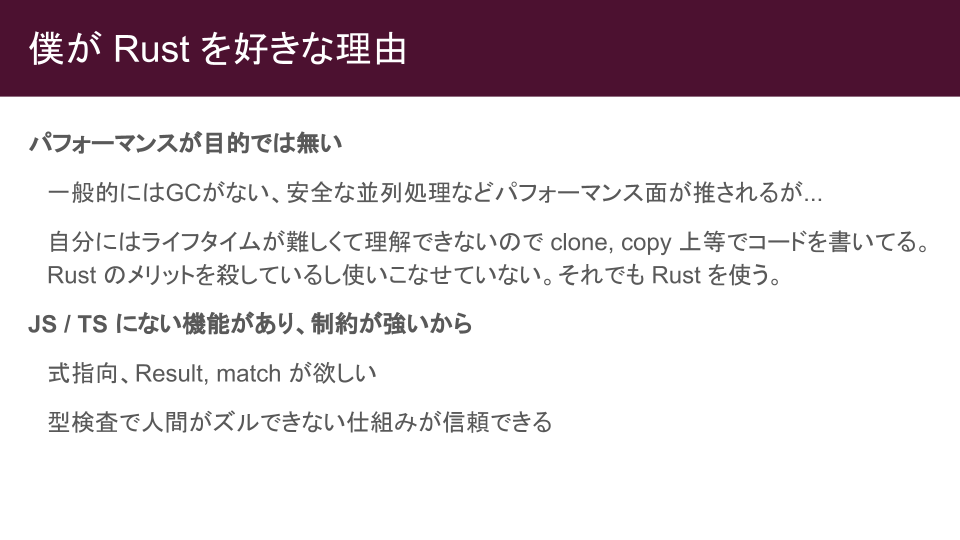 僕が Rust を好きな理由
パフォーマンスが目的では無い
一般的にはGCがない、安全な並列処理などパフォーマンス面が推されるが...
自分にはライフタイムが難しくて理解できないので clone, copy 上等でコードを書いてる。
Rust のメリットを殺しているし使いこなせていない。それでも Rust を使う。
JS / TS にない機能があり、制約が強いから
式指向、Result, match が欲しい
型検査で人間がズルできない仕組みが信頼できる